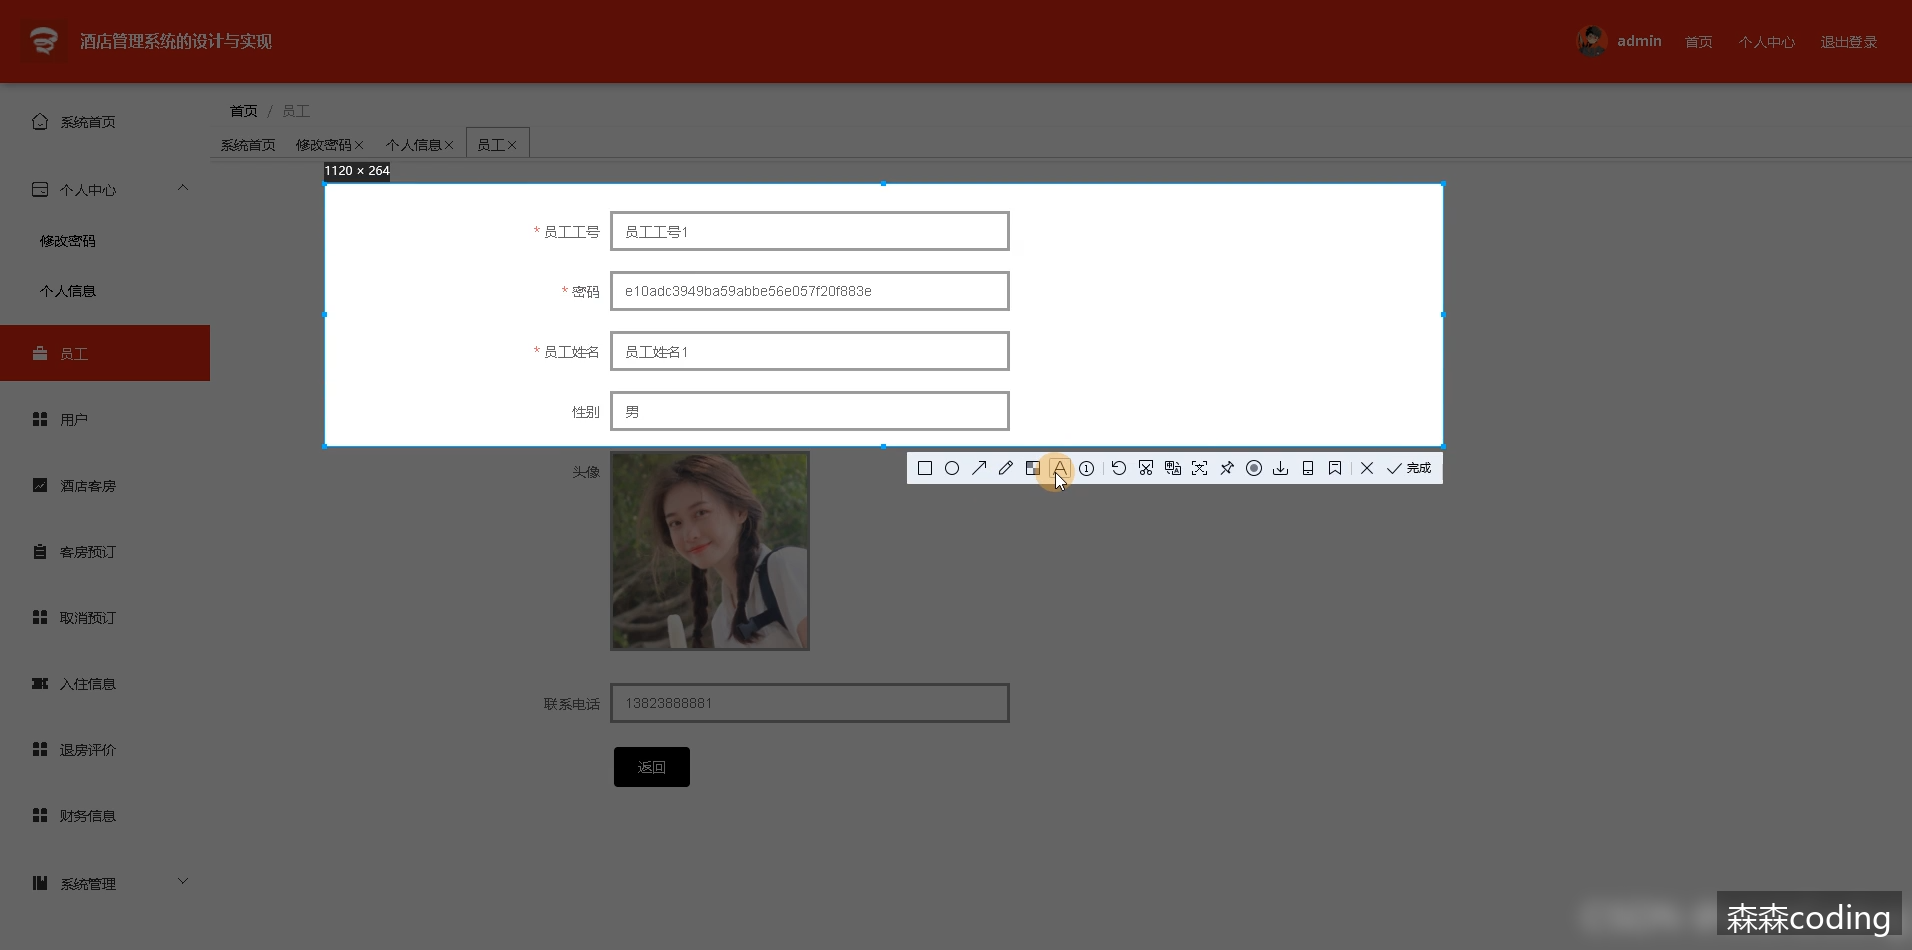 酒店管理系统的设计与实现
admin 首页 个人中心 退出登录
首页 / 员工
系统首页 修改密码 个人信息 员工
1120 × 264
系统首页
个人中心
修改密码
个人信息
员工
用户
酒店客房
客房预订
取消预订
入住信息
退房评价
财务信息
系统管理
* 员工工号 员工工号1
* 密码 e10adc3949ba59abbe56e057f20f883e
* 员工姓名 员工姓名1
性别 男
完成
头像
联系电话 13823888881
返回
森森coding